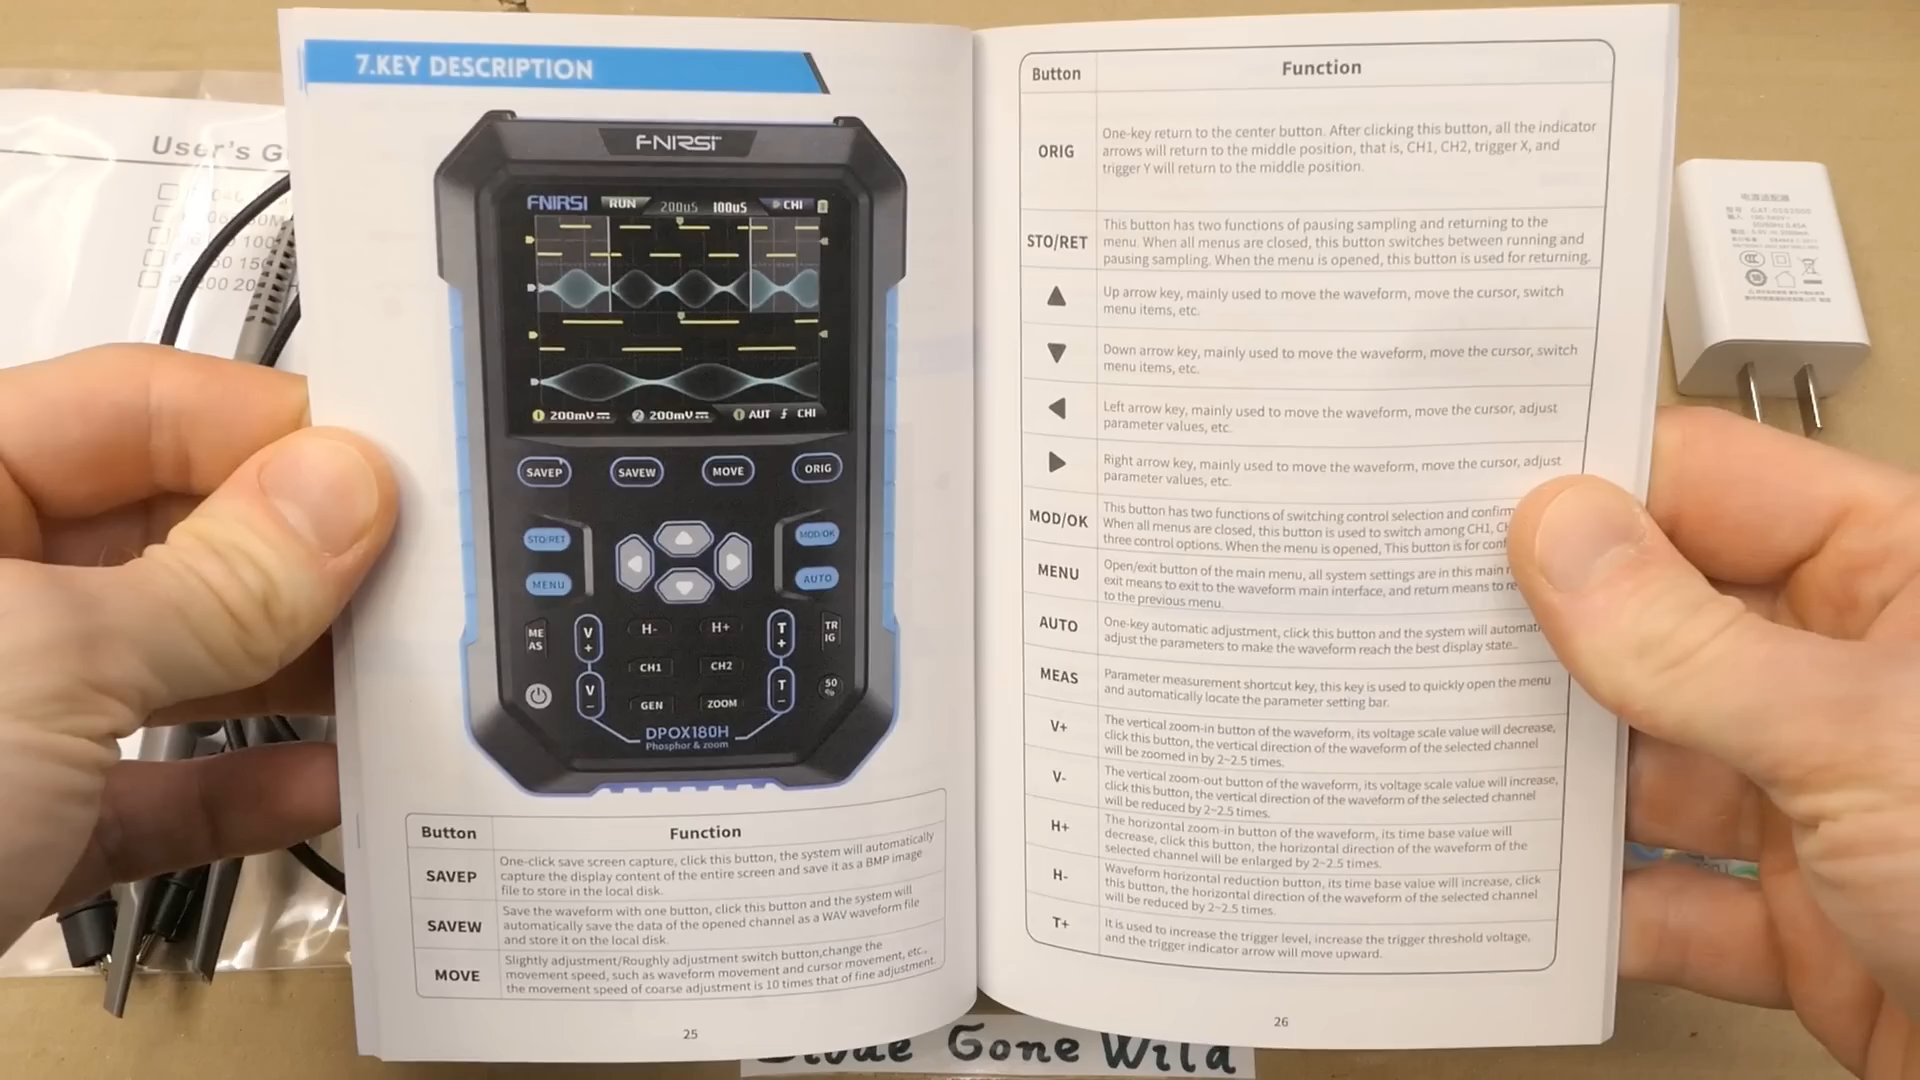 User's G
7.KEY DESCRIPTION
FNIRSI
FNIRSI RUN 200uS 100uS CHI
1 200mV 2 200mV 1 AUT CHI
SAVEP SAVEW MOVE ORIG
STO/RET MOD/OK
MENU AUTO
ME
AS
V
+
H- H+
T
+
TR
IG
CH1 CH2
V
-
T
-
50
%
GEN ZOOM
DPOX180H
Phosphor & zoom
Button Function
SAVEP One-click save screen capture, click this button, the system will automatically
capture the display content of the entire screen and save it as a BMP image
file to store in the local disk.
SAVEW Save the waveform with one button, click this button and the system will
automatically save the data of the opened channel as a WAV waveform file
and store it on the local disk.
MOVE Slightly adjustment/Roughly adjustment switch button,change the
movement speed, such as waveform movement and cursor movement, etc.,
the movement speed of coarse adjustment is 10 times that of fine adjustment.
25
Button Function
ORIG One-key return to the center button. After clicking this button, all the indicator
arrows will return to the middle position, that is, CH1, CH2, trigger X, and
trigger Y will return to the middle position.
STO/RET This button has two functions of pausing sampling and returning to the
menu. When all menus are closed, this button switches between running and
pausing sampling. When the menu is opened, this button is used for returning.
▲ Up arrow key, mainly used to move the waveform, move the cursor, switch
menu items, etc.
▼ Down arrow key, mainly used to move the waveform, move the cursor, switch
menu items, etc.
◀ Left arrow key, mainly used to move the waveform, move the cursor, adjust
parameter values, etc.
▶ Right arrow key, mainly used to move the waveform, move the cursor, adjust
parameter values, etc.
MOD/OK This button has two functions of switching control selection and confirm
When all menus are closed, this button is used to switch among CH1, CH
three control options. When the menu is opened, This button is for conf
MENU Open/exit button of the main menu, all system settings are in this main
exit means to exit to the waveform main interface, and return means to re
to the previous menu.
AUTO One-key automatic adjustment, click this button and the system will automati
adjust the parameters to make the waveform reach the best display state..
MEAS Parameter measurement shortcut key, this key is used to quickly open the menu
and automatically locate the parameter setting bar.
V+ The vertical zoom-in button of the waveform, its voltage scale value will decrease,
click this button, the vertical direction of the waveform of the selected channel
will be zoomed in by 2~2.5 times.
V- The vertical zoom-out button of the waveform, its voltage scale value will increase,
click this button, the vertical direction of the waveform of the selected channel
will be reduced by 2~2.5 times.
H+ The horizontal zoom-in button of the waveform, its time base value will
decrease, click this button, the horizontal direction of the waveform of the
selected channel will be enlarged by 2~2.5 times.
H- Waveform horizontal reduction button, its time base value will increase, click
this button, the horizontal direction of the waveform of the selected channel
will be reduced by 2~2.5 times.
T+ It is used to increase the trigger level, increase the trigger threshold voltage,
and the trigger indicator arrow will move upward.
26
电源适配器
Gone Wild